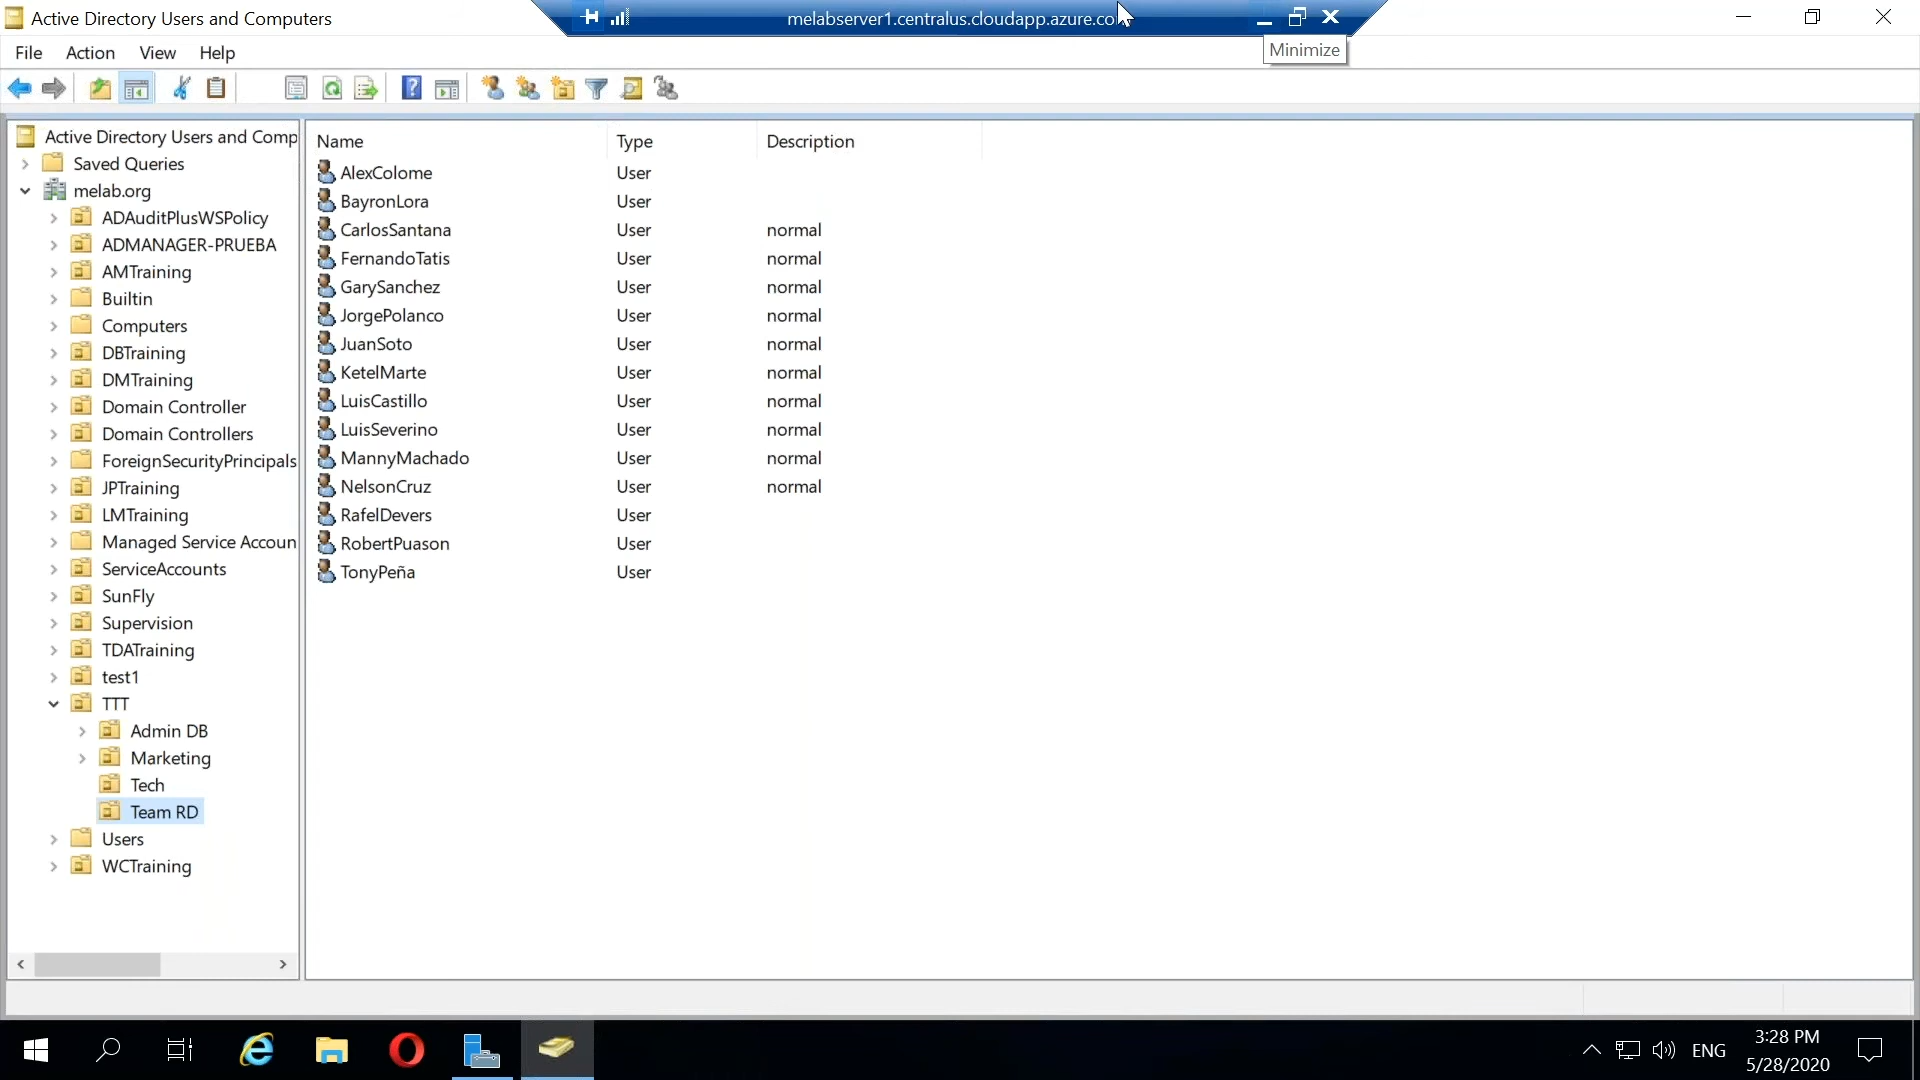 Active Directory Users and Computers
melabserver1.centralus.cloudapp.azure.co
Minimize
File Action View Help
Active Directory Users and Comp
Saved Queries
melab.org
ADAuditPlusWSPolicy
ADMANAGER-PRUEBA
AMTraining
Builtin
Computers
DBTraining
DMTraining
Domain Controller
Domain Controllers
ForeignSecurityPrincipals
JPTraining
LMTraining
Managed Service Accoun
ServiceAccounts
SunFly
Supervision
TDATraining
test1
TTT
Admin DB
Marketing
Tech
Team RD
Users
WCTraining
Name Type Description
AlexColome User
BayronLora User
CarlosSantana User normal
FernandoTatis User normal
GarySanchez User normal
JorgePolanco User normal
JuanSoto User normal
KetelMarte User normal
LuisCastillo User normal
LuisSeverino User normal
MannyMachado User normal
NelsonCruz User normal
RafelDevers User
RobertPuason User
TonyPeña User
ENG
3:28 PM
5/28/2020